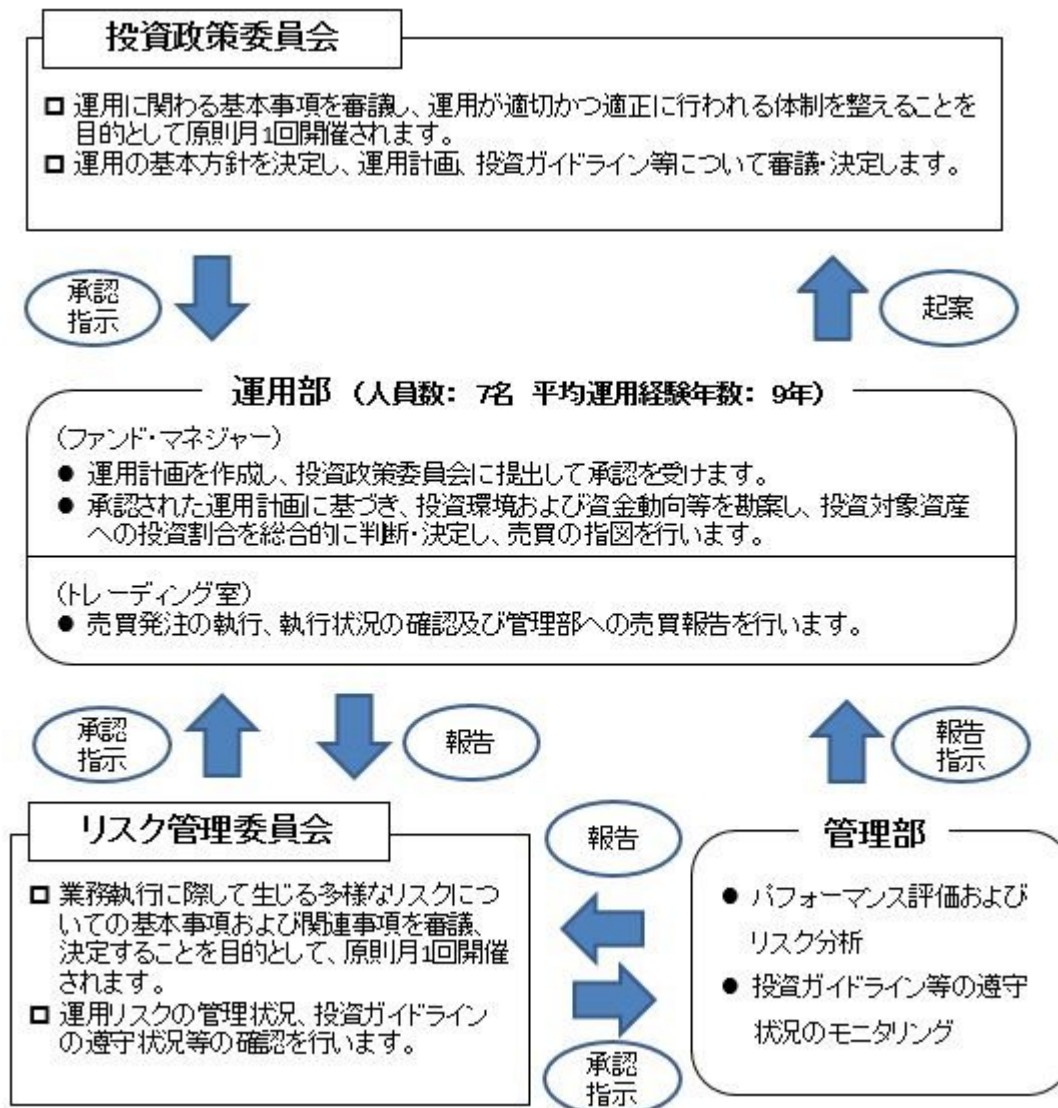 投資政策委員会
□ 運用に関わる基本事項を審議し、運用が適切かつ適正に行われる体制を整えることを
目的として原則月1回開催されます。
□ 運用の基本方針を決定し、運用計画、投資ガイドライン等について審議・決定します。
承認
指示
起案
運用部 （人員数： 7名 平均運用経験年数： 9年）
（ファンド・マネジャー）
● 運用計画を作成し、投資政策委員会に提出して承認を受けます。
● 承認された運用計画に基づき、投資環境および資金動向等を勘案し、投資対象資産
への投資割合を総合的に判断・決定し、売買の指図を行います。
（トレーディング室）
● 売買発注の執行、執行状況の確認及び管理部への売買報告を行います。
承認
指示
報告
報告
指示
リスク管理委員会
□ 業務執行に際して生じる多様なリスクにつ
いての基本事項および関連事項を審議、
決定することを目的として、原則月1回開催
されます。
□ 運用リスクの管理状況、投資ガイドライン
の遵守状況等の確認を行います。
報告
承認
指示
管理部
● パフォーマンス評価および
リスク分析
● 投資ガイドライン等の遵守
状況のモニタリング